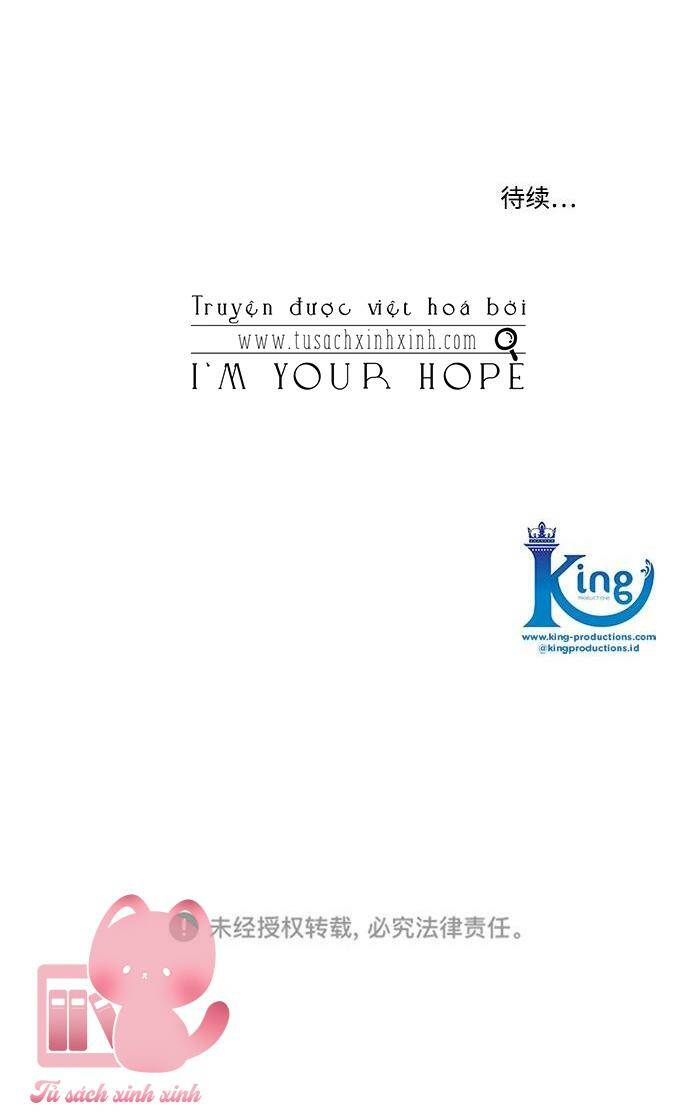 待续...
Truyện được việt hoá bởi
www.tusachxinhxinh.com
I'M YOUR HOPE
King
PRODUCTIONS
www.king-productions.com
@kingproductions.id
未经授权转载, 必究法律责任。
Tủ sách xinh xinh